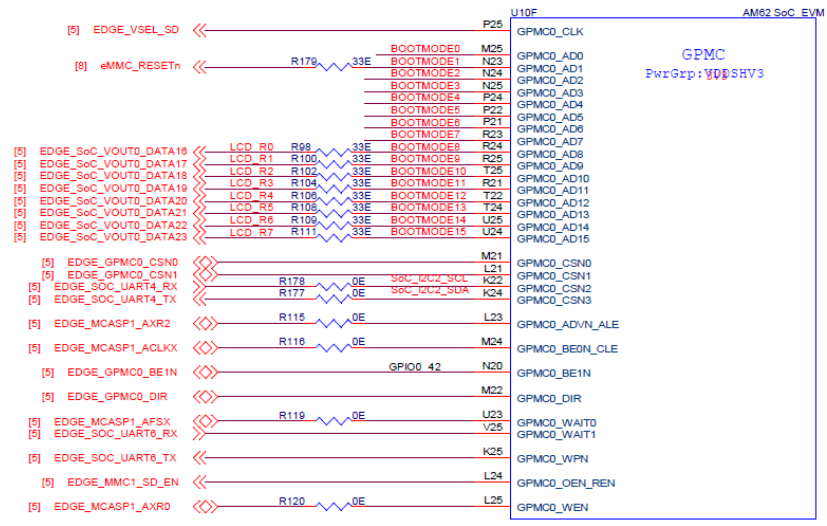 U10F AM62 SoC_EVM
[5] EDGE_VSEL_SD P25 GPMC0_CLK
GPMC
PwrGrp:VDDSHV3
BOOTMODE0 M25 GPMC0_AD0
[8] eMMC_RESETn R179 33E BOOTMODE1 N23 GPMC0_AD1
BOOTMODE2 N24 GPMC0_AD2
BOOTMODE3 N25 GPMC0_AD3
BOOTMODE4 P24 GPMC0_AD4
BOOTMODE5 P22 GPMC0_AD5
BOOTMODE6 P21 GPMC0_AD6
BOOTMODE7 R23 GPMC0_AD7
[5] EDGE_SoC_VOUT0_DATA16 LCD_R0 R98 33E BOOTMODE8 R24 GPMC0_AD8
[5] EDGE_SoC_VOUT0_DATA17 LCD_R1 R100 33E BOOTMODE9 R25 GPMC0_AD9
[5] EDGE_SoC_VOUT0_DATA18 LCD_R2 R102 33E BOOTMODE10 T25 GPMC0_AD10
[5] EDGE_SoC_VOUT0_DATA19 LCD_R3 R104 33E BOOTMODE11 R21 GPMC0_AD11
[5] EDGE_SoC_VOUT0_DATA20 LCD_R4 R106 33E BOOTMODE12 T22 GPMC0_AD12
[5] EDGE_SoC_VOUT0_DATA21 LCD_R5 R108 33E BOOTMODE13 T24 GPMC0_AD13
[5] EDGE_SoC_VOUT0_DATA22 LCD_R6 R109 33E BOOTMODE14 U25 GPMC0_AD14
[5] EDGE_SoC_VOUT0_DATA23 LCD_R7 R111 33E BOOTMODE15 U24 GPMC0_AD15
[5] EDGE_GPMC0_CSN0 M21 GPMC0_CSN0
[5] EDGE_GPMC0_CSN1 L21 GPMC0_CSN1
[5] EDGE_SOC_UART4_RX R178 0E SoC_I2C2_SCL K22 GPMC0_CSN2
[5] EDGE_SOC_UART4_TX R177 0E SoC_I2C2_SDA K24 GPMC0_CSN3
[5] EDGE_MCASP1_AXR2 R115 0E L23 GPMC0_ADVN_ALE
[5] EDGE_MCASP1_ACLKX R116 0E M24 GPMC0_BE0N_CLE
[5] EDGE_GPMC0_BE1N GPIO0_42 N20 GPMC0_BE1N
[5] EDGE_GPMC0_DIR M22 GPMC0_DIR
[5] EDGE_MCASP1_AFSX R119 0E U23 GPMC0_WAIT0
[5] EDGE_SOC_UART6_RX V25 GPMC0_WAIT1
[5] EDGE_SOC_UART6_TX K25 GPMC0_WPN
[5] EDGE_MMC1_SD_EN L24 GPMC0_OEN_REN
[5] EDGE_MCASP1_AXR0 R120 0E L25 GPMC0_WEN